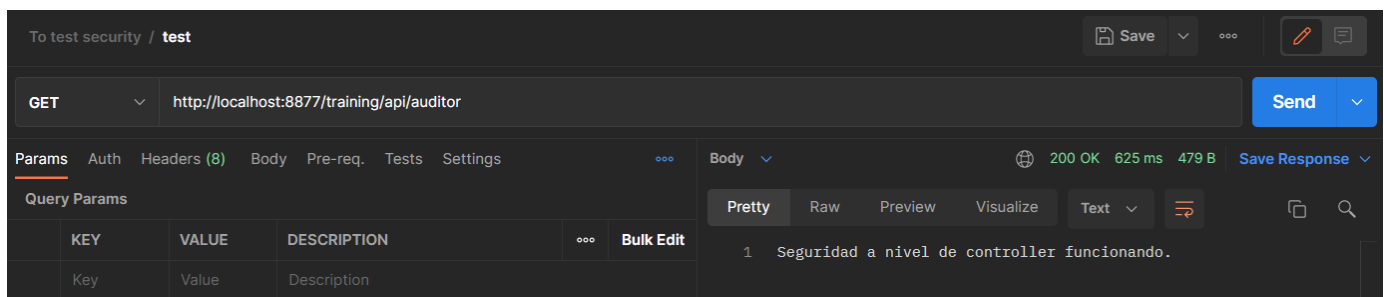 To test security / test
Save
GET
http://localhost:8877/training/api/auditor
Send
Params Auth Headers (8) Body Pre-req. Tests Settings
Body
200 OK 625 ms 479 B Save Response
Query Params
Pretty Raw Preview Visualize Text
KEY VALUE DESCRIPTION Bulk Edit
1 Seguridad a nivel de controller funcionando.
Key Value Description